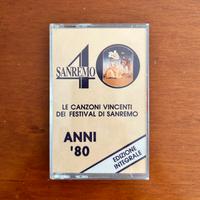 40
SANREMO
LE CANZONI VINCENTI
DEI FESTIVAL DI SANREMO
ANNI
'80
EDIZIONE
INTEGRALE